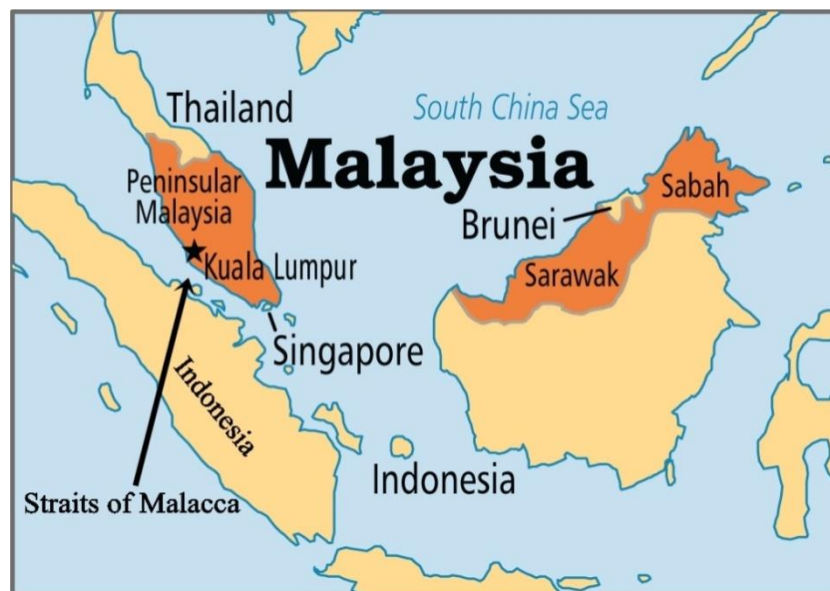 Thailand
South China Sea
Malaysia
Peninsular
Malaysia
Sabah
Brunei
Kuala Lumpur
Sarawak
Singapore
Indonesia
Indonesia
Straits of Malacca